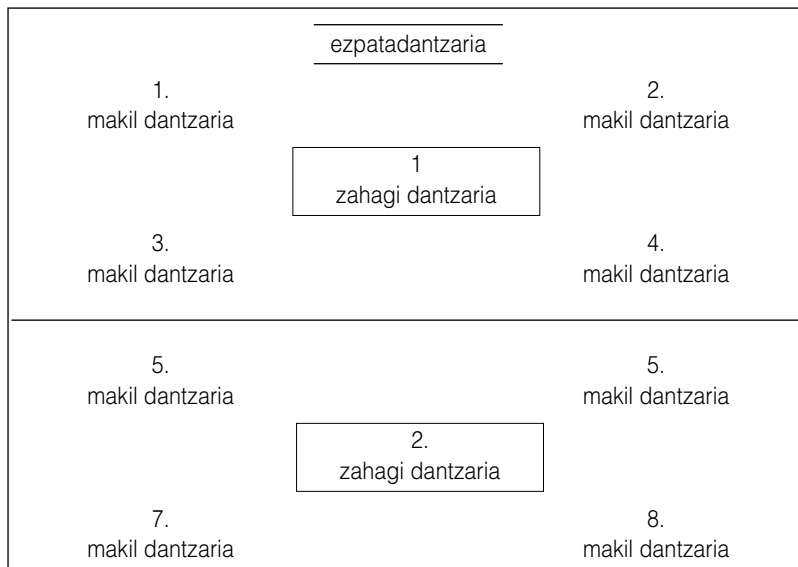 ezpatadantzaria
1. 2.
makil dantzaria makil dantzaria
1
zahagi dantzaria
3. 4.
makil dantzaria makil dantzaria
5. 5.
makil dantzaria makil dantzaria
2.
zahagi dantzaria
7. 8.
makil dantzaria makil dantzaria